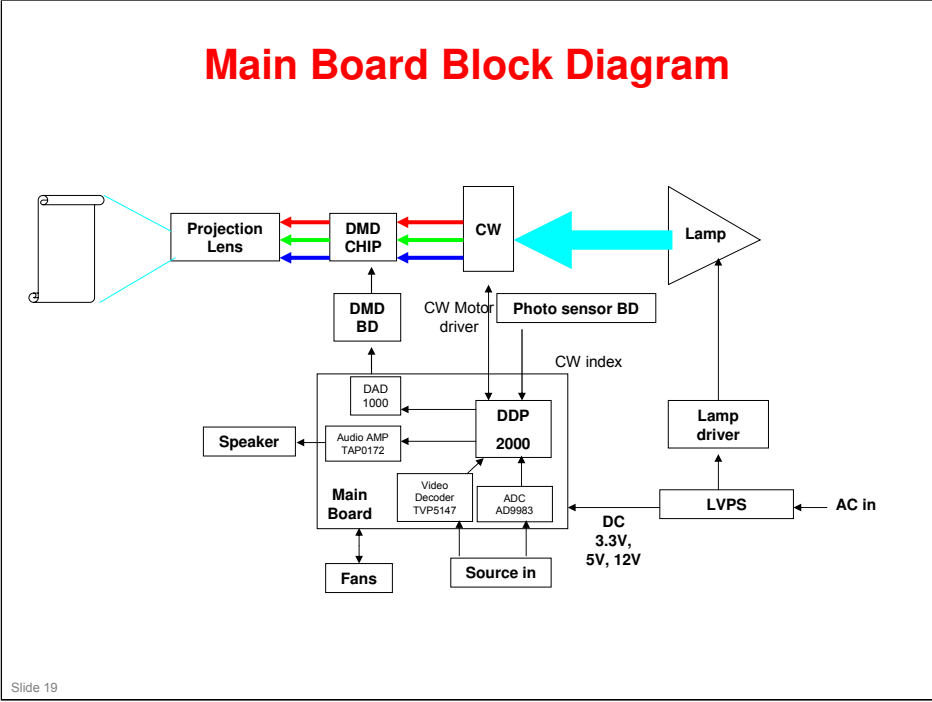 Main Board Block Diagram
Projection
Lens
DMD
CHIP
CW
Lamp
DMD
BD
CW Motor
driver
Photo sensor BD
CW index
DAD
1000
DDP
2000
Lamp
driver
Speaker
Audio AMP
TAP0172
Video
Decoder
TVP5147
ADC
AD9983
Main
Board
LVPS
AC in
DC
3.3V,
5V, 12V
Fans
Source in
Slide 19